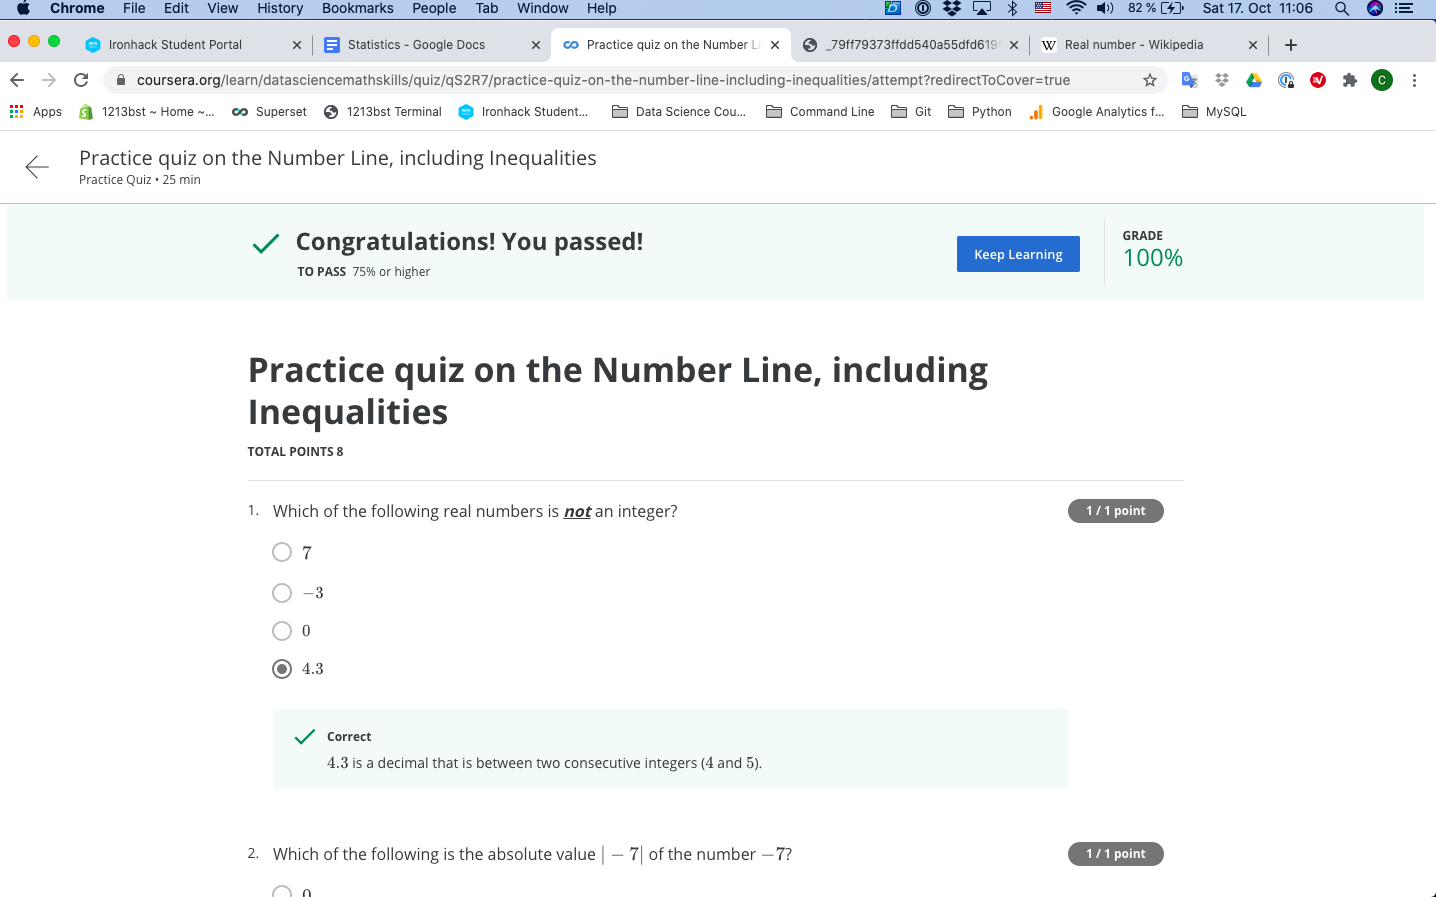 Chrome File Edit View History Bookmarks People Tab Window Help 82 % Sat 17. Oct 11:06
Ironhack Student Portal Statistics - Google Docs Practice quiz on the Number Li _79ff79373ffdd540a55dfd619 W Real number - Wikipedia
coursera.org/learn/datasciencemathskills/quiz/qS2R7/practice-quiz-on-the-number-line-including-inequalities/attempt?redirectToCover=true C
Apps 1213bst ~ Home ~... Superset 1213bst Terminal Ironhack Student... Data Science Cou... Command Line Git Python Google Analytics f... MySQL
Practice quiz on the Number Line, including Inequalities
Practice Quiz • 25 min
Congratulations! You passed!
TO PASS 75% or higher
Keep Learning
GRADE
100%
Practice quiz on the Number Line, including
Inequalities
TOTAL POINTS 8
1. Which of the following real numbers is not an integer? 1 / 1 point
7
−3
0
4.3
Correct
4.3 is a decimal that is between two consecutive integers (4 and 5).
2. Which of the following is the absolute value | − 7| of the number −7? 1 / 1 point
0